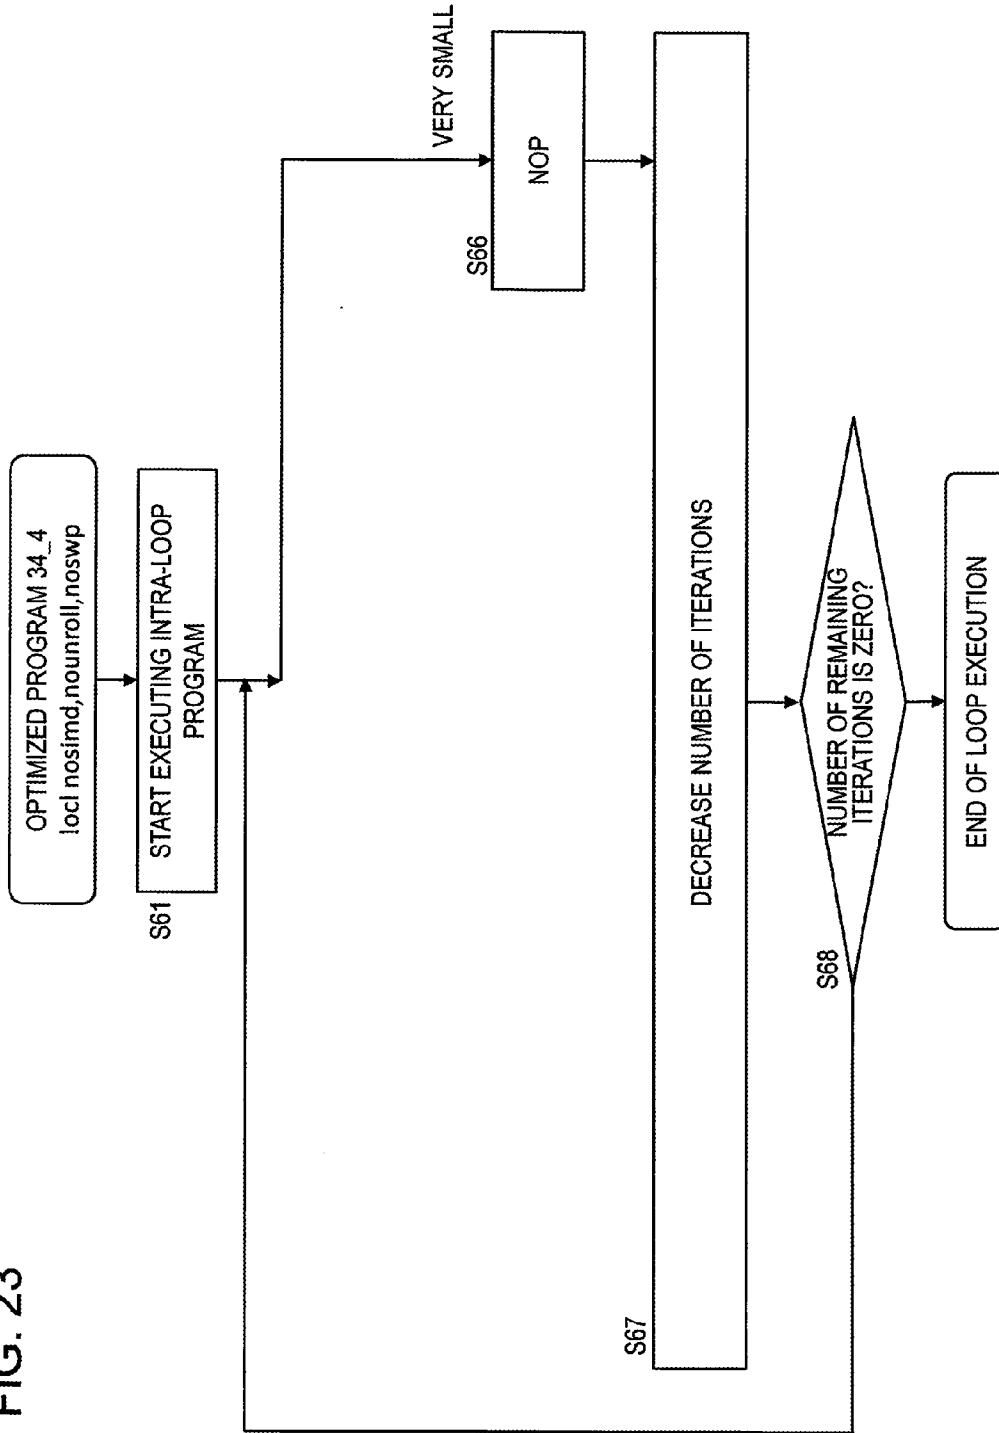 FIG. 23
OPTIMIZED PROGRAM 34_4
!ocl nosimd,nounroll,noswp
S61
START EXECUTING INTRA-LOOP
PROGRAM
VERY SMALL
S66
NOP
S67
DECREASE NUMBER OF ITERATIONS
S68
NUMBER OF REMAINING
ITERATIONS IS ZERO?
END OF LOOP EXECUTION